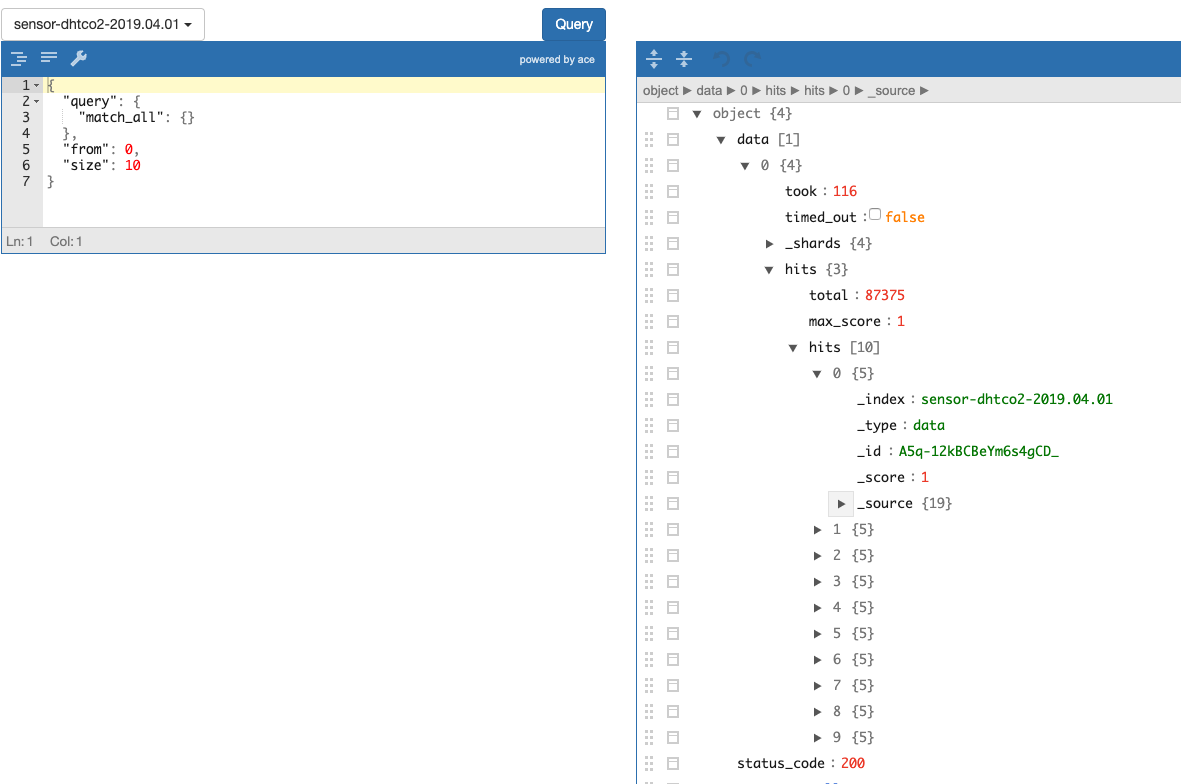 sensor-dhtco2-2019.04.01
Query
powered by ace
1 {
2 "query": {
3 "match_all": {}
4 },
5 "from": 0,
6 "size": 10
7 }
Ln: 1 Col: 1
object ▶ data ▶ 0 ▶ hits ▶ hits ▶ 0 ▶ _source ▶
object {4}
data [1]
0 {4}
took : 116
timed_out : false
_shards {4}
hits {3}
total : 87375
max_score : 1
hits [10]
0 {5}
_index : sensor-dhtco2-2019.04.01
_type : data
_id : A5q-12kBCBeYm6s4gCD_
_score : 1
_source {19}
1 {5}
2 {5}
3 {5}
4 {5}
5 {5}
6 {5}
7 {5}
8 {5}
9 {5}
status_code : 200